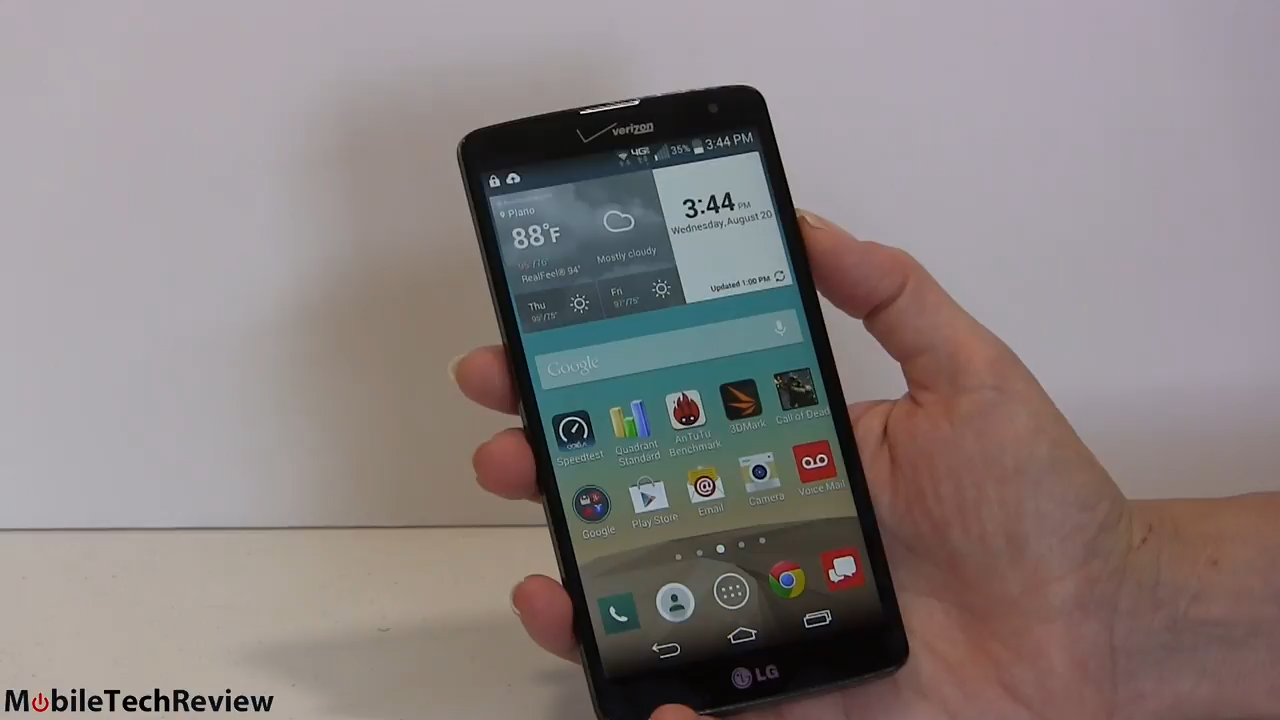 verizon
4G 35% 3:44 PM
Plano
88°F
RealFeel® 94°
Mostly cloudy
3:44 PM
Wednesday, August 20
Updated 1:00 PM
Thu
Fri
97°/75°
Google
Speedtest
Quadrant
Standard
AnTuTu
Benchmark
3DMark
Call of Dead
Google
Play Store
Email
Camera
Voice Mail
LG
MobileTechReview